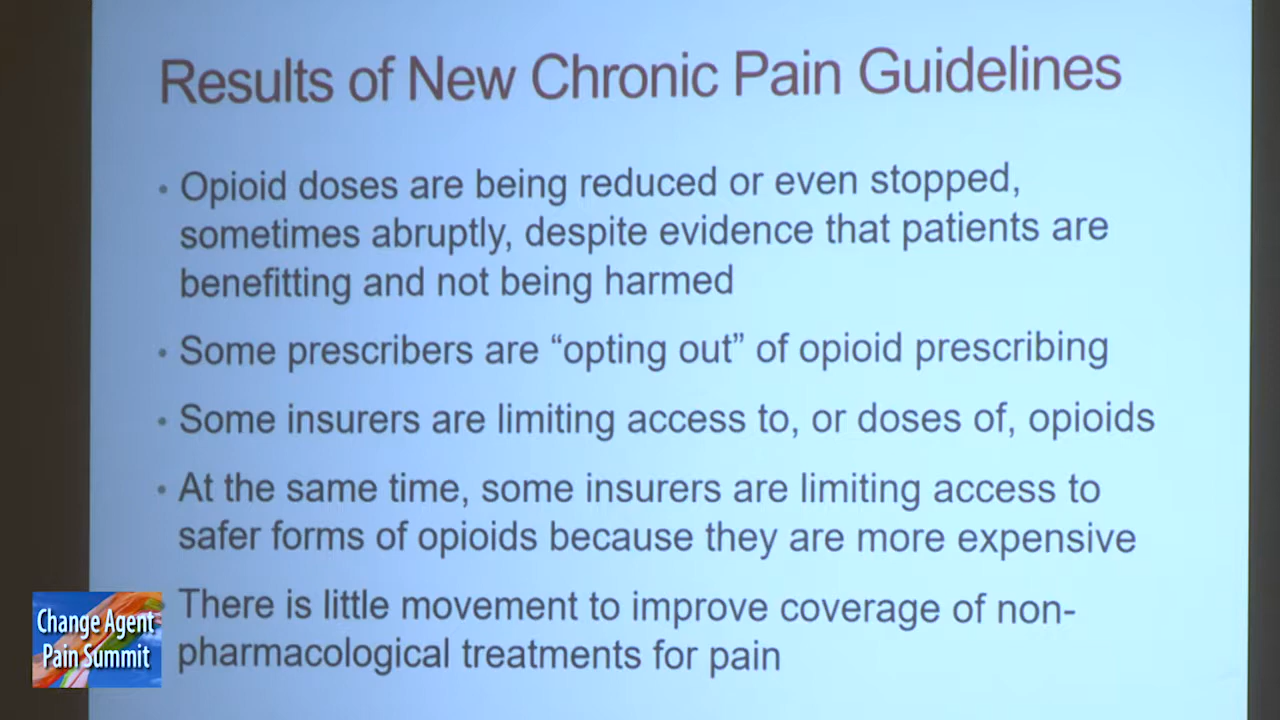 Results of New Chronic Pain Guidelines
• Opioid doses are being reduced or even stopped,
sometimes abruptly, despite evidence that patients are
benefitting and not being harmed
• Some prescribers are “opting out” of opioid prescribing
• Some insurers are limiting access to, or doses of, opioids
• At the same time, some insurers are limiting access to
safer forms of opioids because they are more expensive
There is little movement to improve coverage of non-
pharmacological treatments for pain
Change Agent
Pain Summit